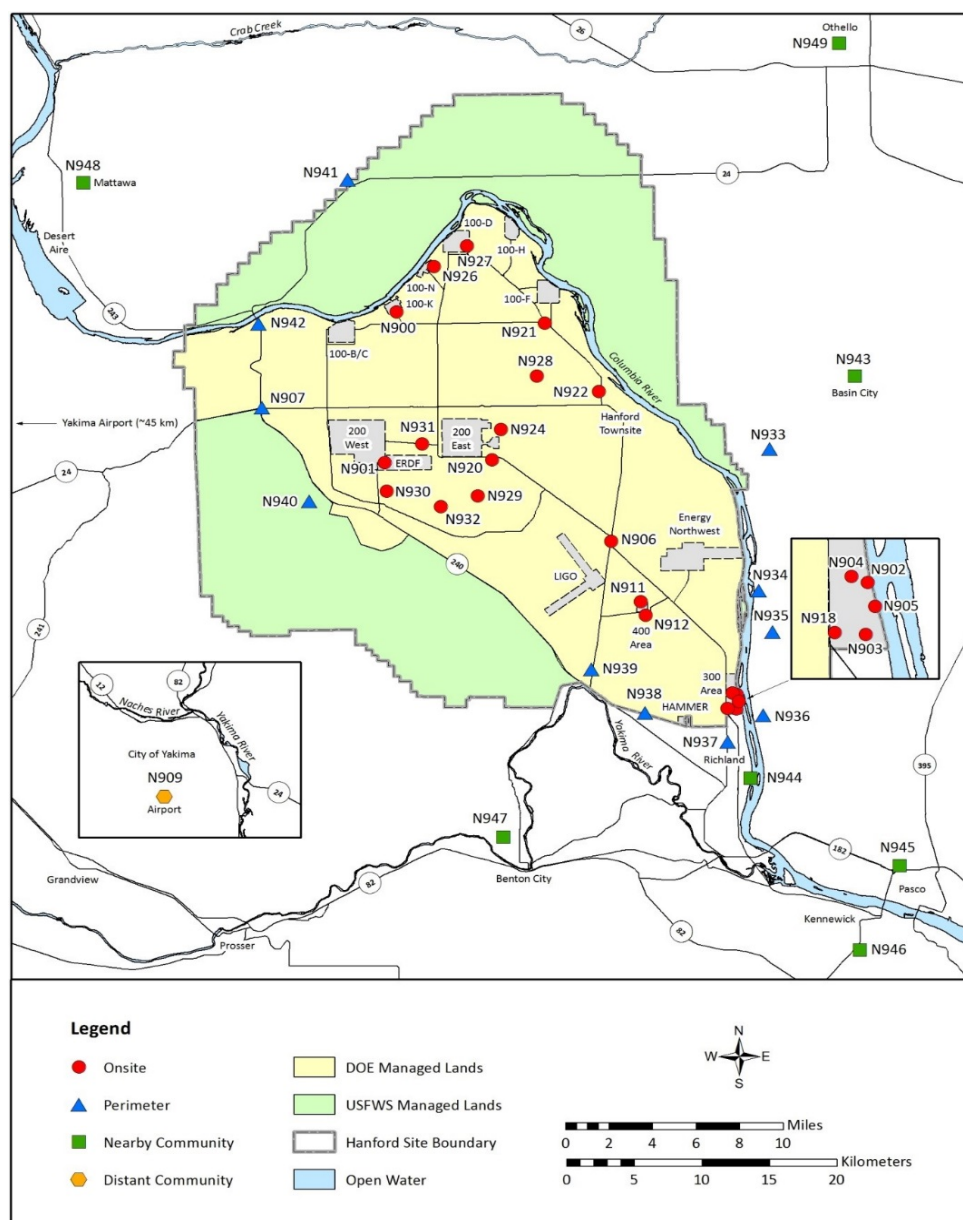 Crab Creek
26
Othello
N949
N948
Mattawa
N941
24
Desert
Aire
243
100-D
N927
100-H
N926
100-N
100-K
N900
100-F
N921
N942
100-B/C
N928
N922
Columbia River
N943
Basin City
N907
Yakima Airport (~45 km)
Hanford
Townsite
24
200
West
N931
200
East
N924
N933
N901
ERDF
N920
N930
N929
N932
N940
Energy
Northwest
N906
240
LIGO
N934
N911
N935
N912
400
Area
241
N904
N902
N905
N918
N903
N939
300
Area
N938
HAMMER
N936
N937
Richland
Yakima
River
395
12
82
Naches River
Yakima River
City of Yakima
N909
Airport
24
N944
N947
Benton City
182
N945
Pasco
Grandview
82
Kennewick
Prosser
82
N946
Legend
Onsite
Perimeter
Nearby Community
Distant Community
DOE Managed Lands
USFWS Managed Lands
Hanford Site Boundary
Open Water
N
W E
S
Miles
0 2 4 6 8 10
Kilometers
0 5 10 15 20